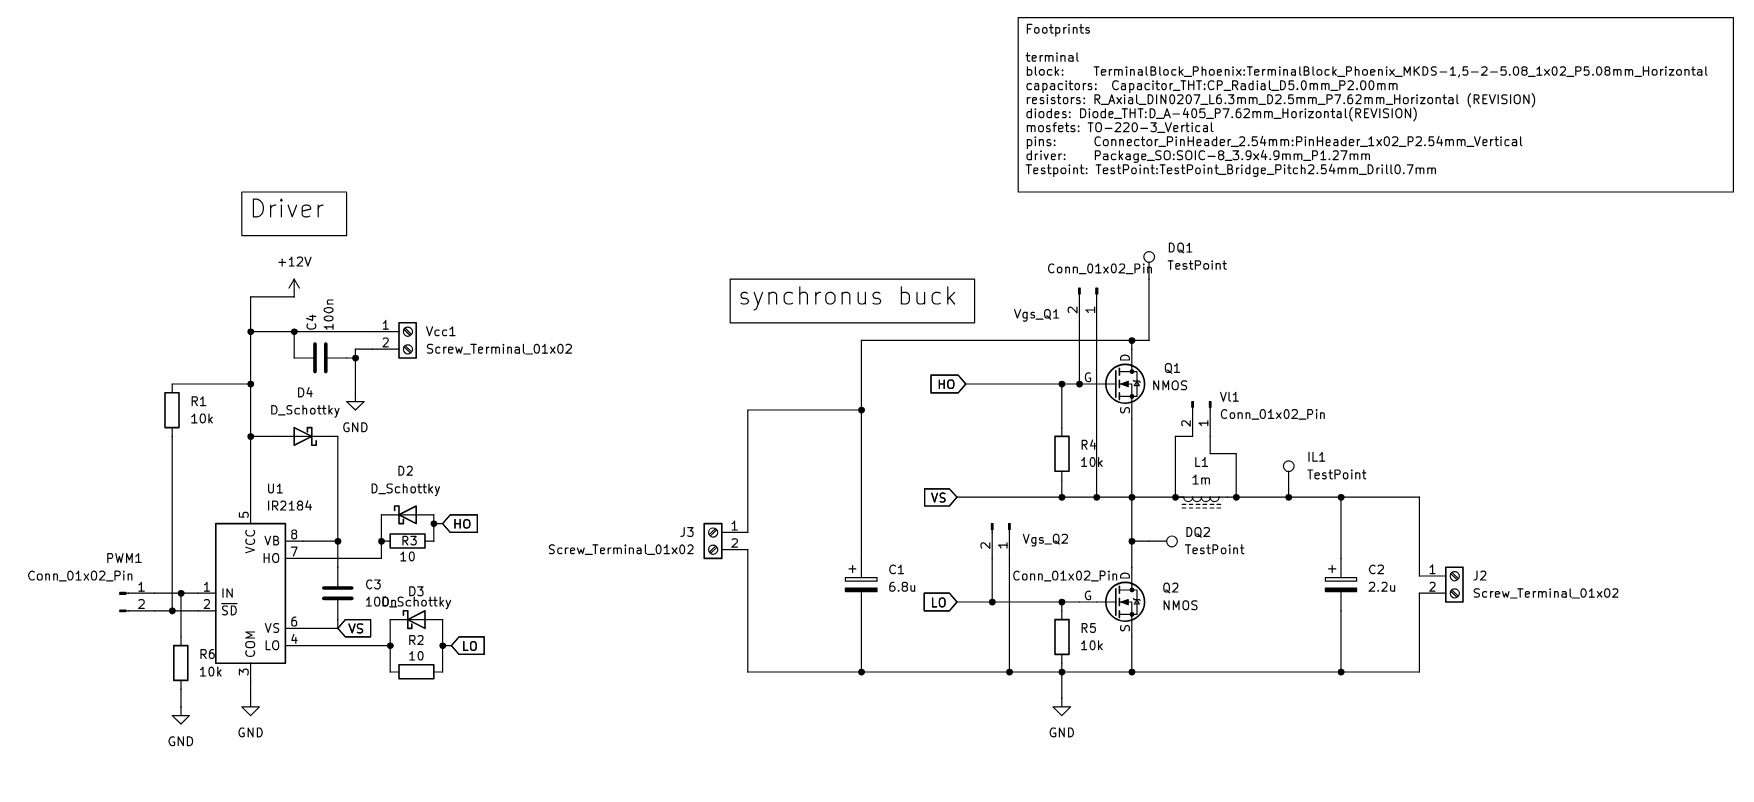 Footprints
terminal
block: TerminalBlock_Phoenix:TerminalBlock_Phoenix_MKDS-1,5-2-5.08_1x02_P5.08mm_Horizontal
capacitors: Capacitor_THT:CP_Radial_D5.0mm_P2.00mm
resistors: R_Axial_DIN0207_L6.3mm_D2.5mm_P7.62mm_Horizontal (REVISION)
diodes: Diode_THT:D_A-405_P7.62mm_Horizontal(REVISION)
mosfets: TO-220-3_Vertical
pins: Connector_PinHeader_2.54mm:PinHeader_1x02_P2.54mm_Vertical
driver: Package_SO:SOIC-8_3.9x4.9mm_P1.27mm
Testpoint: TestPoint:TestPoint_Bridge_Pitch2.54mm_Drill0.7mm
Driver
+12V
C4
100n
1
2
Vcc1
Screw_Terminal_01x02
GND
R1
10k
D4
D_Schottky
U1
IR2184
5
VCC
VB
8
HO
7
IN
1
SD
2
VS
6
LO
4
COM
3
D2
D_Schottky
HO
R3
10
PWM1
Conn_01x02_Pin
1
2
C3
100n
D3
D_Schottky
VS
R2
10
LO
R6
10k
GND
GND
synchronus buck
DQ1
TestPoint
Conn_01x02_Pin
2
1
Vgs_Q1
HO
D
G
S
Q1
NMOS
R4
10k
Vl1
Conn_01x02_Pin
2
1
L1
1m
IL1
TestPoint
VS
J3
Screw_Terminal_01x02
1
2
2
1
Vgs_Q2
DQ2
TestPoint
C1
6.8u
+
Conn_01x02_Pin
LO
D
G
S
Q2
NMOS
R5
10k
+
C2
2.2u
1
2
J2
Screw_Terminal_01x02
GND